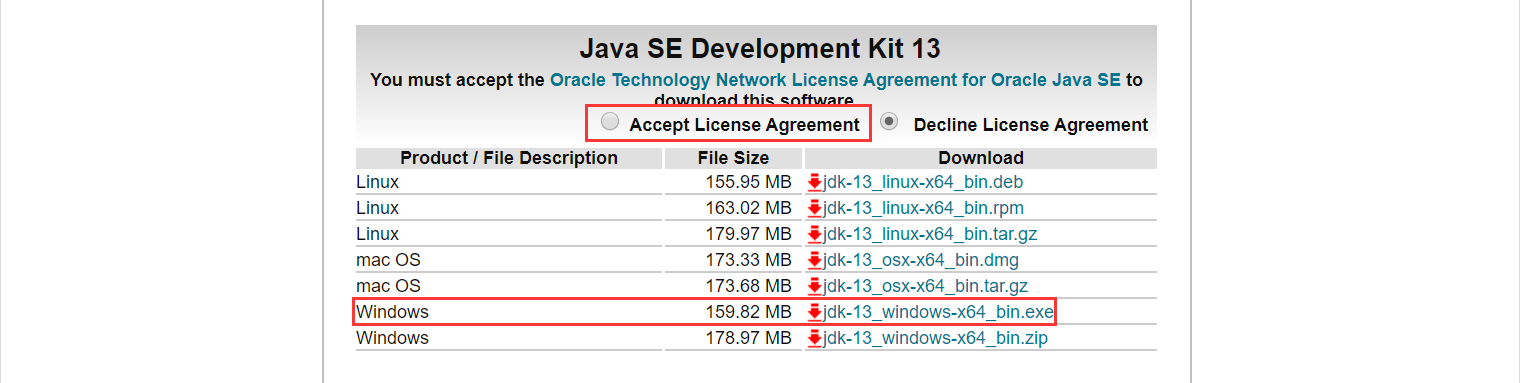 Java SE Development Kit 13
You must accept the Oracle Technology Network License Agreement for Oracle Java SE to
download this software.
Accept License Agreement Decline License Agreement
Product / File Description File Size Download
Linux 155.95 MB jdk-13_linux-x64_bin.deb
Linux 163.02 MB jdk-13_linux-x64_bin.rpm
Linux 179.97 MB jdk-13_linux-x64_bin.tar.gz
mac OS 173.33 MB jdk-13_osx-x64_bin.dmg
mac OS 173.68 MB jdk-13_osx-x64_bin.tar.gz
Windows 159.82 MB jdk-13_windows-x64_bin.exe
Windows 178.97 MB jdk-13_windows-x64_bin.zip